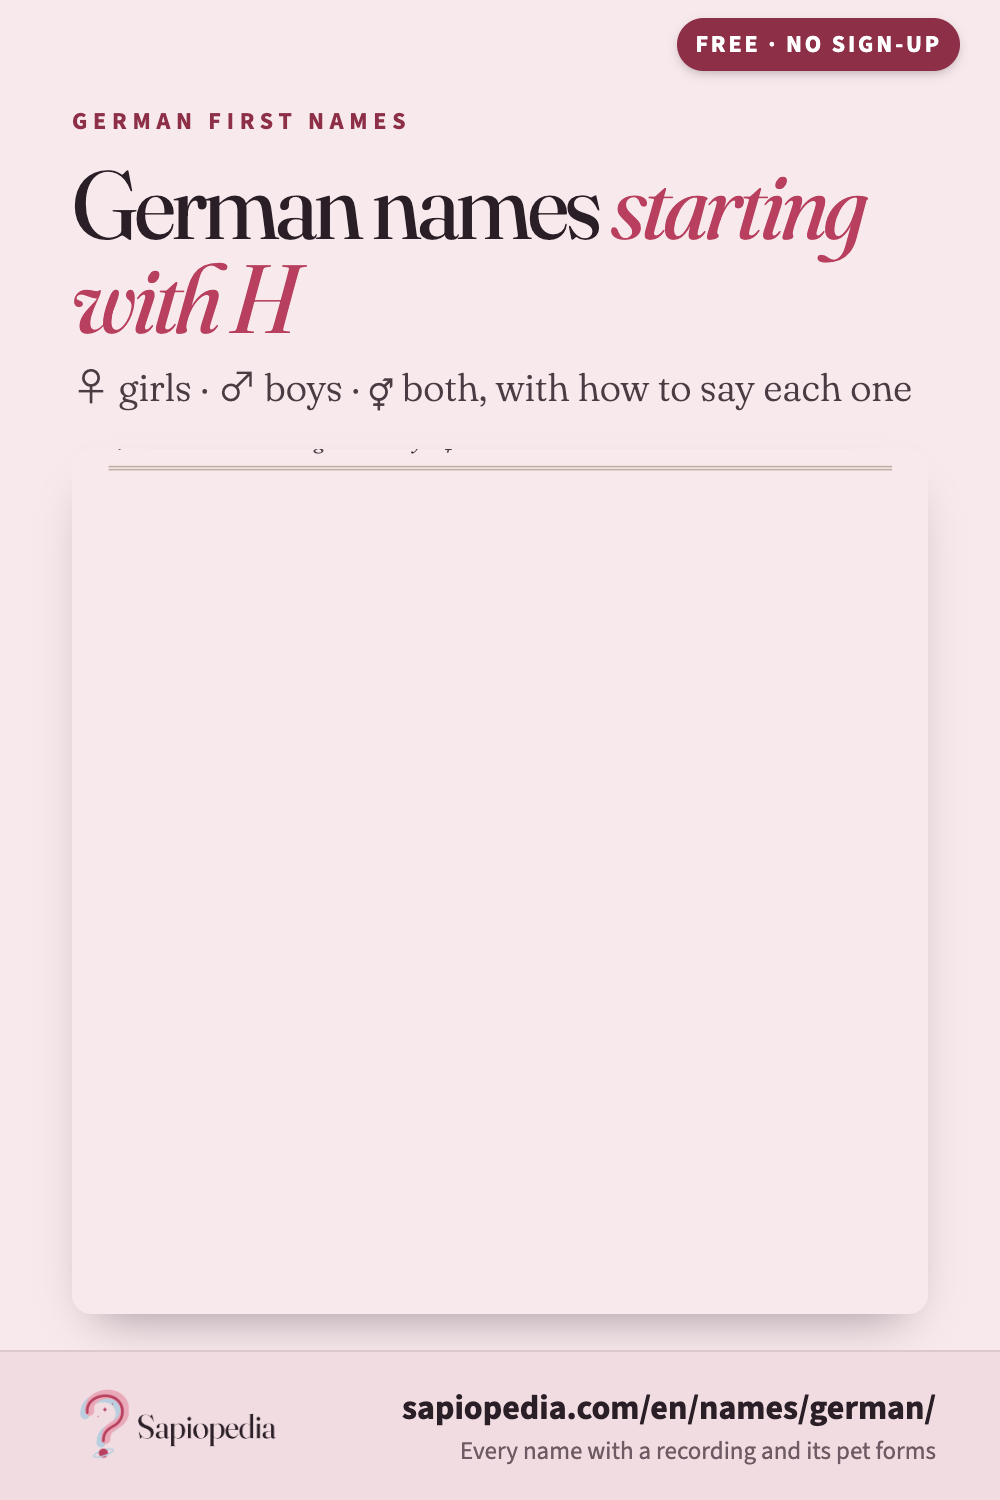 FREE · NO SIGN-UP
GERMAN FIRST NAMES
German names starting
with H
♀ girls · ♂ boys · ⚥ both, with how to say each one
Sapiopedia
sapiopedia.com/en/names/german/
Every name with a recording and its pet forms